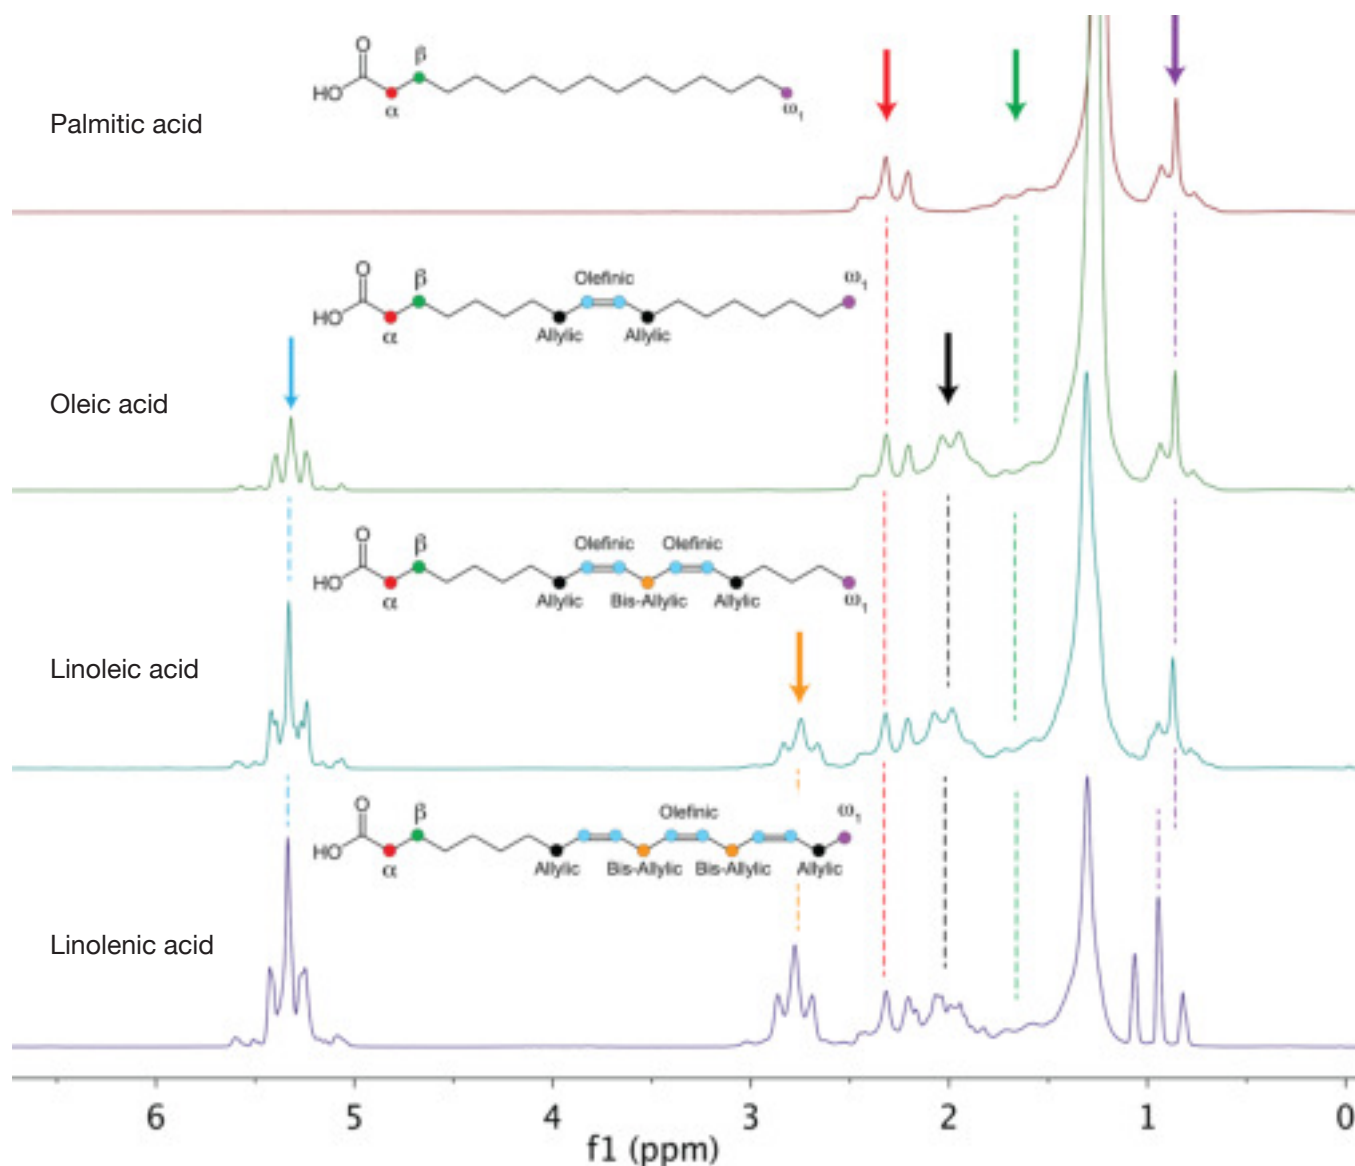 O
β
HO
α
ω1
Palmitic acid
O
β
Olefinic
ω1
HO
α
Allylic
Allylic
Oleic acid
O
β
Olefinic
Olefinic
HO
α
Allylic
Bis-Allylic
Allylic
ω1
Linoleic acid
O
β
Olefinic
ω1
HO
α
Allylic
Bis-Allylic
Bis-Allylic
Allylic
Linolenic acid
6 5 4 3 2 1 0
f1 (ppm)